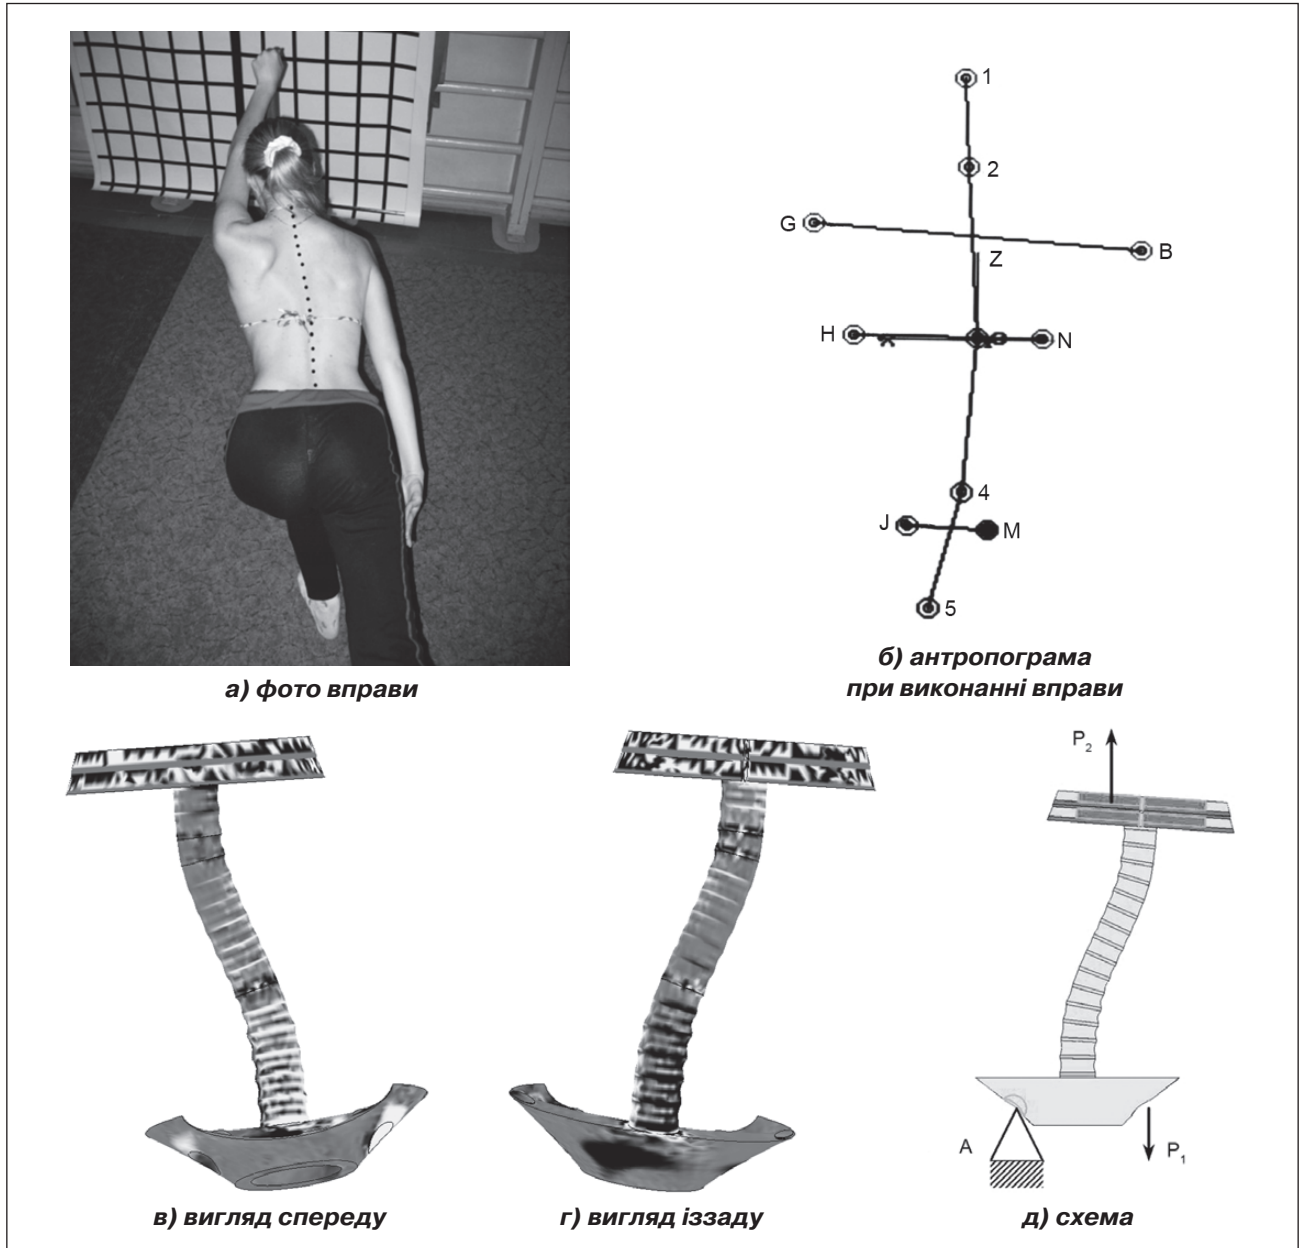 1
2
G
B
Z
H
N
4
J
M
5
а) фото вправи
б) антропограма
при виконанні вправи
P2
A
P1
в) вигляд спереду
г) вигляд іззаду
д) схема